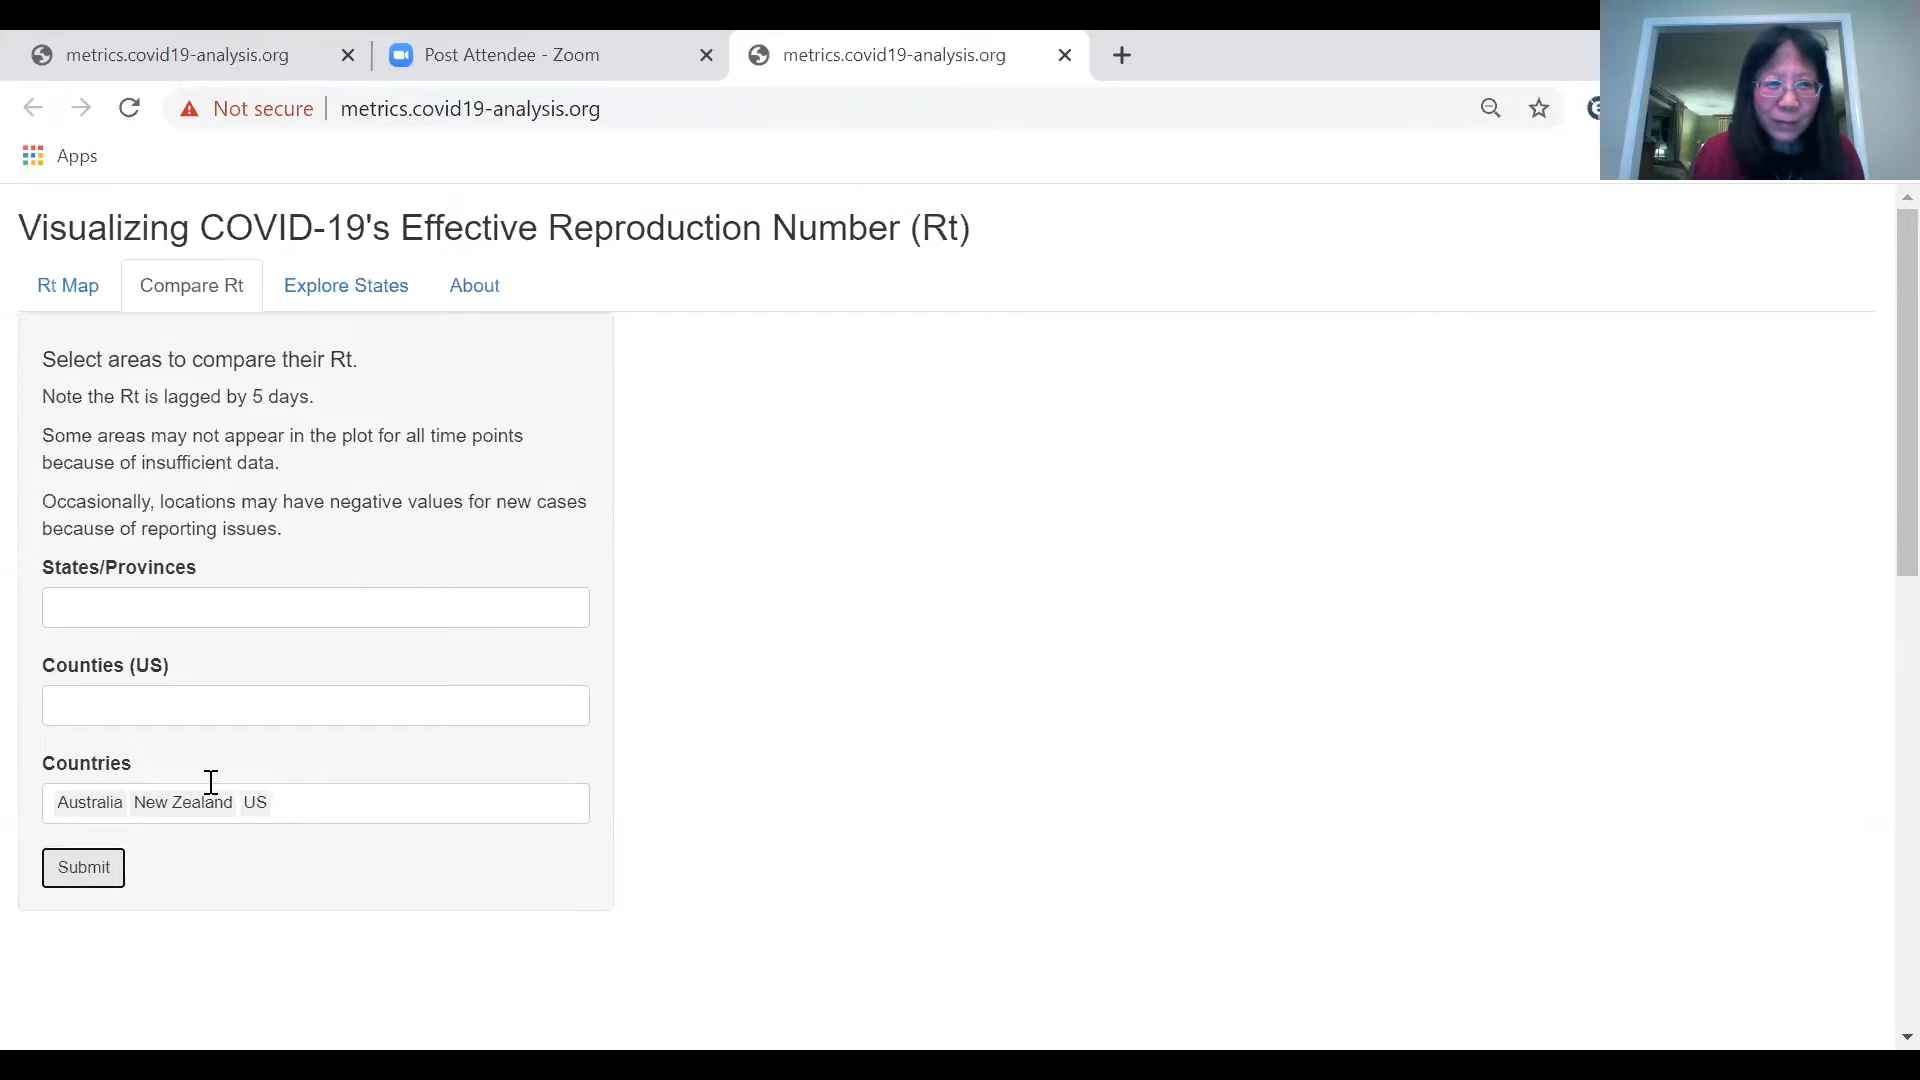 metrics.covid19-analysis.org
Post Attendee - Zoom
metrics.covid19-analysis.org
Not secure
metrics.covid19-analysis.org
Apps
Visualizing COVID-19's Effective Reproduction Number (Rt)
Rt Map
Compare Rt
Explore States
About
Select areas to compare their Rt.
Note the Rt is lagged by 5 days.
Some areas may not appear in the plot for all time points
because of insufficient data.
Occasionally, locations may have negative values for new cases
because of reporting issues.
States/Provinces
Counties (US)
Countries
Australia New Zealand US
Submit